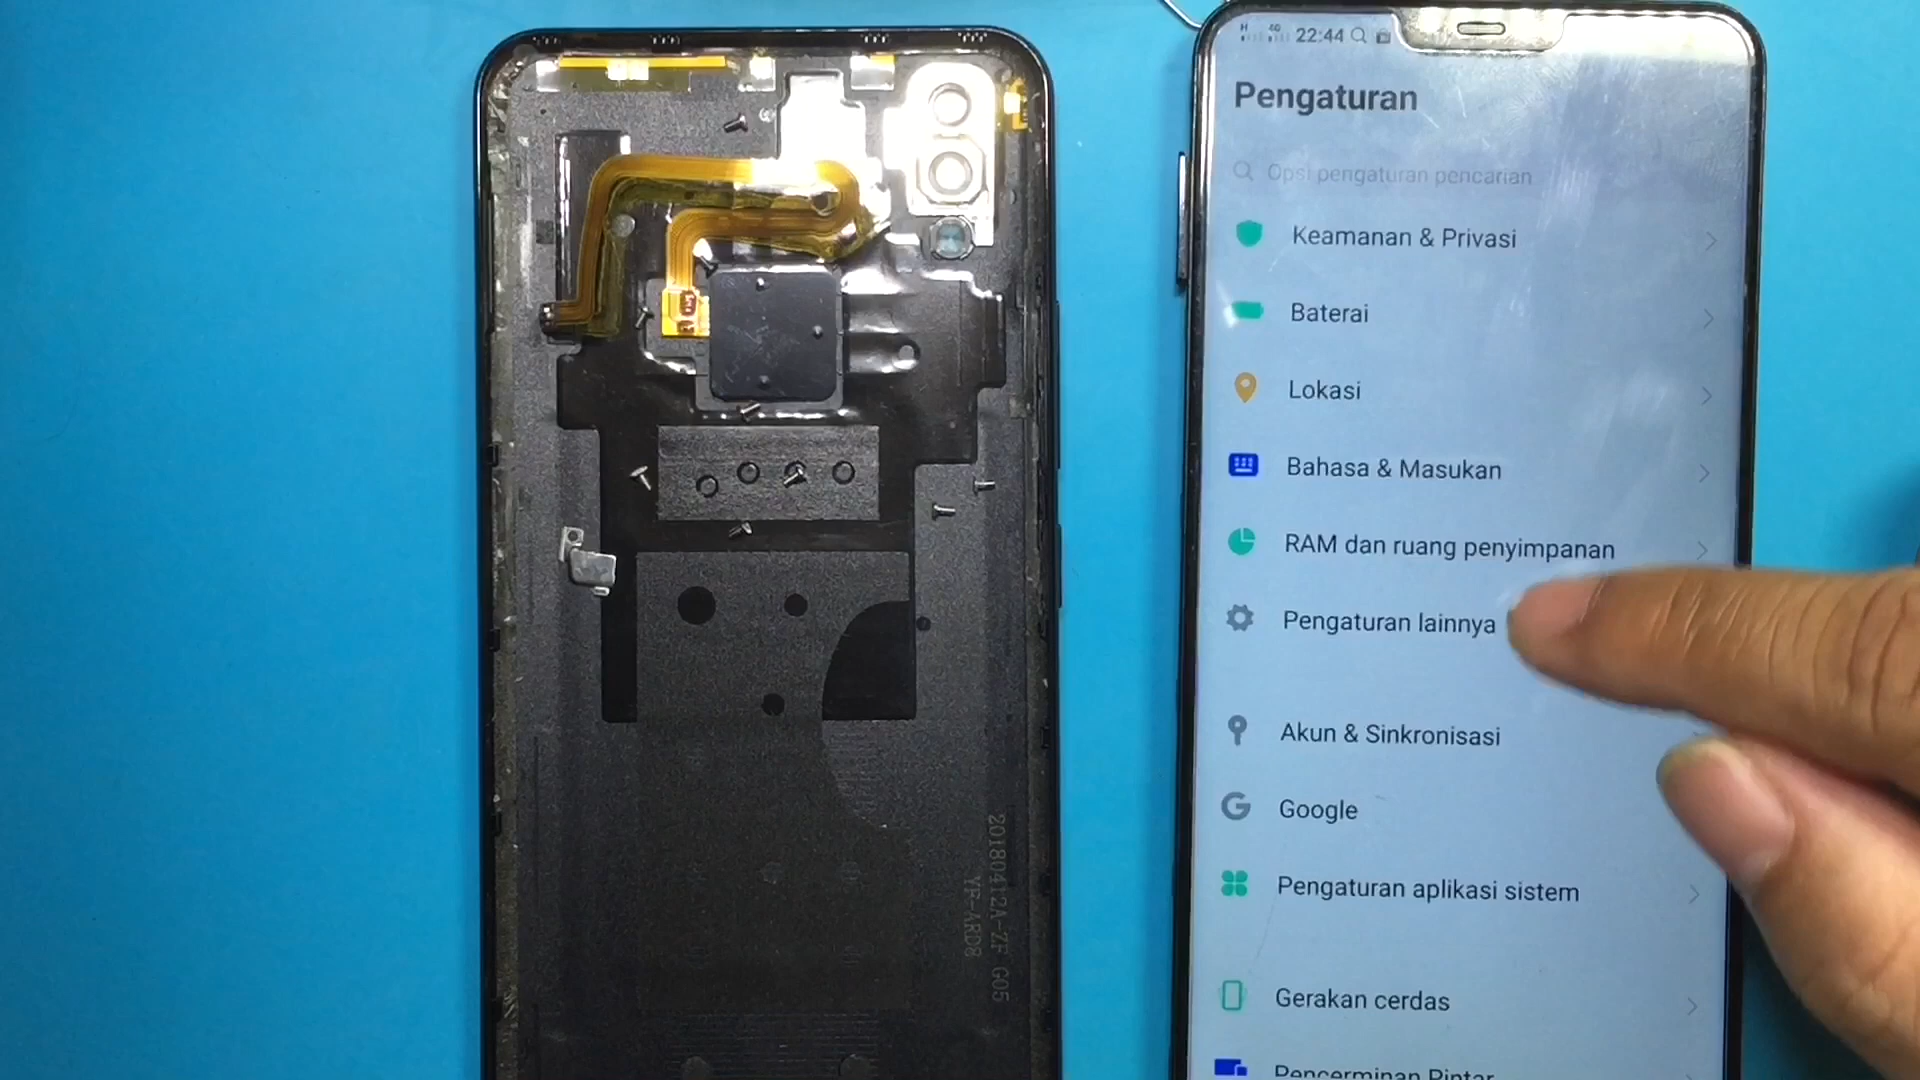 H 4G 22:44
Pengaturan
Opsi pengaturan pencarian
Keamanan & Privasi
Baterai
Lokasi
Bahasa & Masukan
RAM dan ruang penyimpanan
Pengaturan lainnya
Akun & Sinkronisasi
Google
Pengaturan aplikasi sistem
Gerakan cerdas
Pencerminan Pintar
20180412A-ZF G05
YF-ARD8